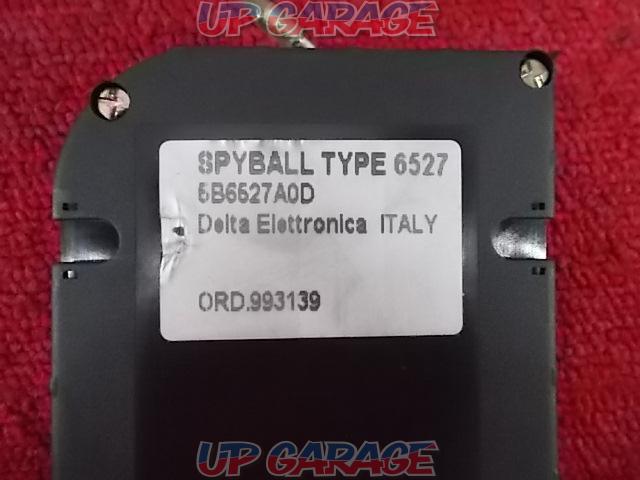 UP GARAGE
SPYBALL TYPE 6527
5B6527A0D
Delta Elettronica ITALY
ORD.993139
UP GARAGE